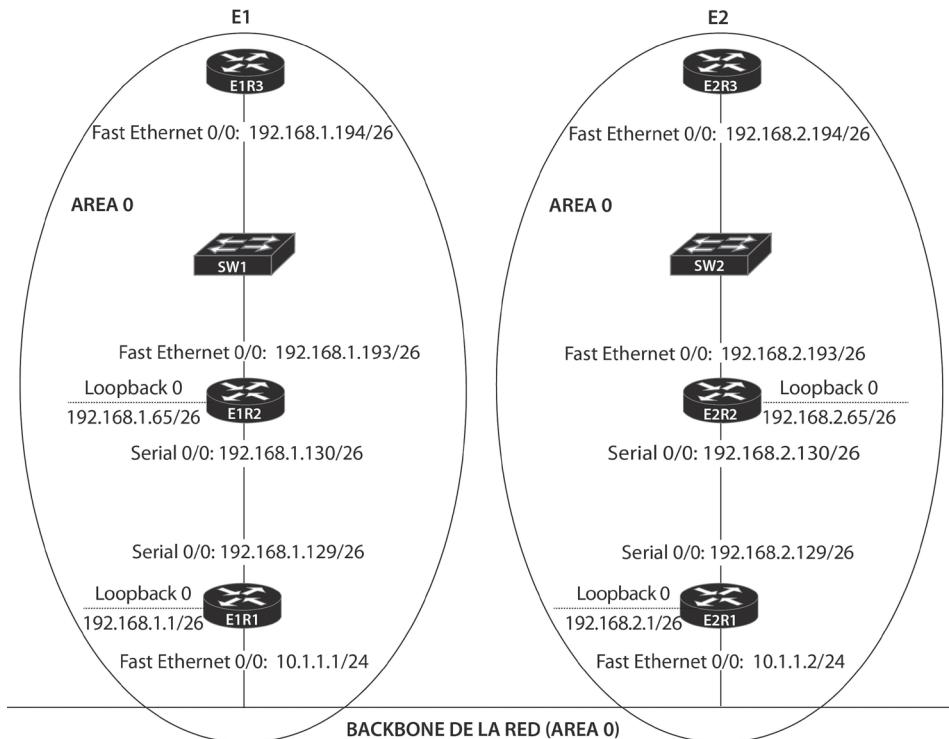 E1
E1R3
Fast Ethernet 0/0: 192.168.1.194/26
AREA 0
SW1
Fast Ethernet 0/0: 192.168.1.193/26
Loopback 0
192.168.1.65/26
E1R2
Serial 0/0: 192.168.1.130/26
Serial 0/0: 192.168.1.129/26
Loopback 0
192.168.1.1/26
E1R1
Fast Ethernet 0/0: 10.1.1.1/24
E2
E2R3
Fast Ethernet 0/0: 192.168.2.194/26
AREA 0
SW2
Fast Ethernet 0/0: 192.168.2.193/26
Loopback 0
E2R2
192.168.2.65/26
Serial 0/0: 192.168.2.130/26
Serial 0/0: 192.168.2.129/26
Loopback 0
192.168.2.1/26
E2R1
Fast Ethernet 0/0: 10.1.1.2/24
BACKBONE DE LA RED (AREA 0)